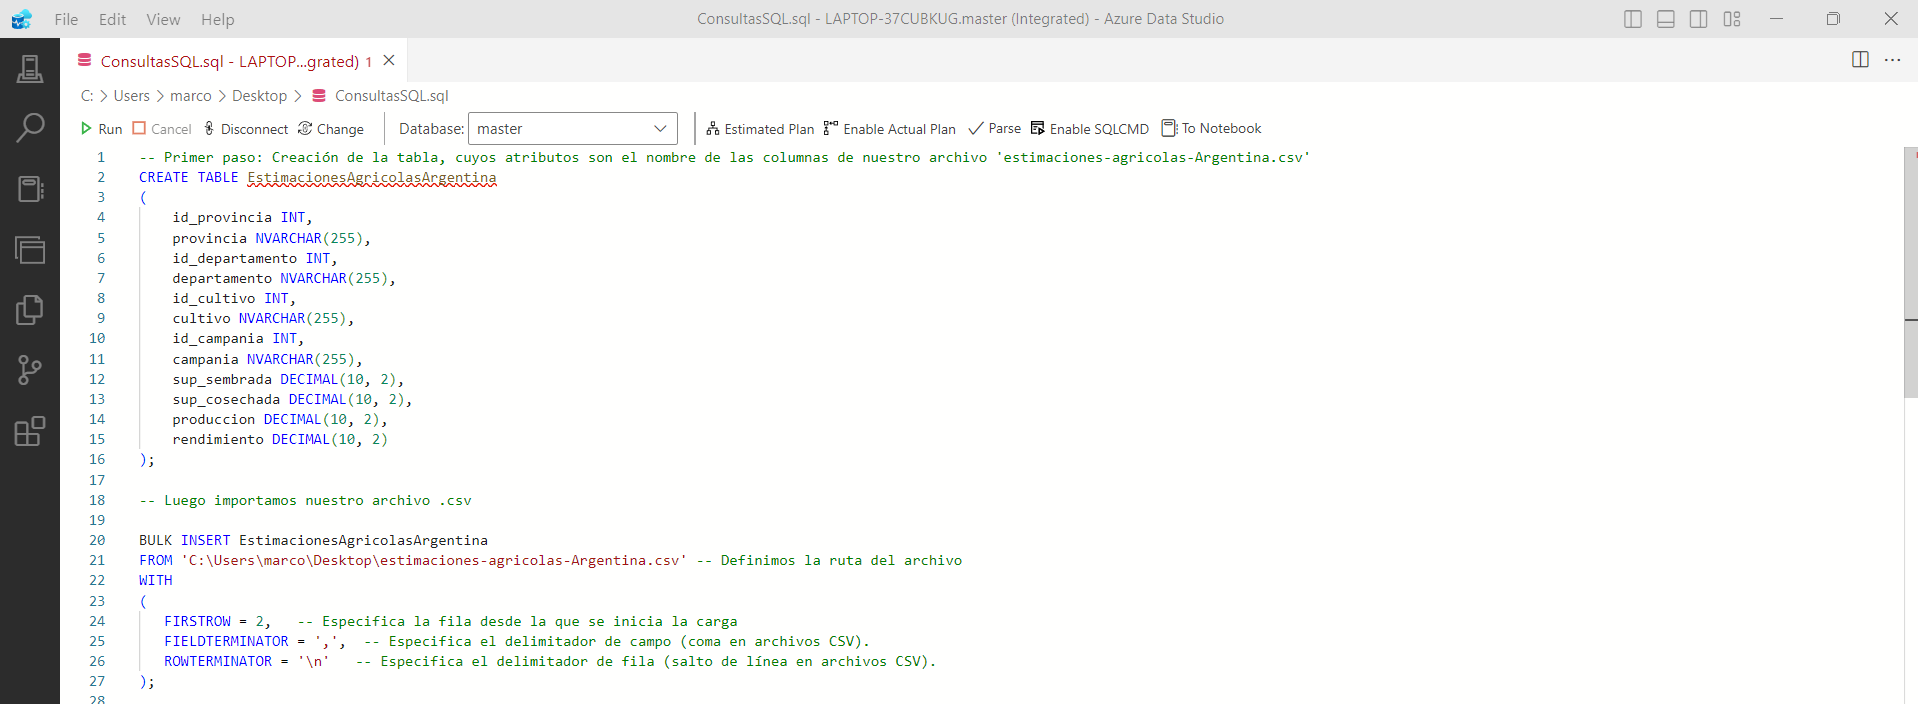 File Edit View Help
ConsultasSQL.sql - LAPTOP-37CUBKUG.master (Integrated) - Azure Data Studio
ConsultasSQL.sql - LAPTOP...grated) 1
C: > Users > marco > Desktop > ConsultasSQL.sql
Run Cancel Disconnect Change Database: master Estimated Plan Enable Actual Plan Parse Enable SQLCMD To Notebook
1 -- Primer paso: Creación de la tabla, cuyos atributos son el nombre de las columnas de nuestro archivo 'estimaciones-agricolas-Argentina.csv'
2 CREATE TABLE EstimacionesAgricolasArgentina
3 (
4 id_provincia INT,
5 provincia NVARCHAR(255),
6 id_departamento INT,
7 departamento NVARCHAR(255),
8 id_cultivo INT,
9 cultivo NVARCHAR(255),
10 id_campania INT,
11 campania NVARCHAR(255),
12 sup_sembrada DECIMAL(10, 2),
13 sup_cosechada DECIMAL(10, 2),
14 produccion DECIMAL(10, 2),
15 rendimiento DECIMAL(10, 2)
16 );
17
18 -- Luego importamos nuestro archivo .csv
19
20 BULK INSERT EstimacionesAgricolasArgentina
21 FROM 'C:\Users\marco\Desktop\estimaciones-agricolas-Argentina.csv' -- Definimos la ruta del archivo
22 WITH
23 (
24 FIRSTROW = 2, -- Especifica la fila desde la que se inicia la carga
25 FIELDTERMINATOR = ',', -- Especifica el delimitador de campo (coma en archivos CSV).
26 ROWTERMINATOR = '\n' -- Especifica el delimitador de fila (salto de línea en archivos CSV).
27 );
28